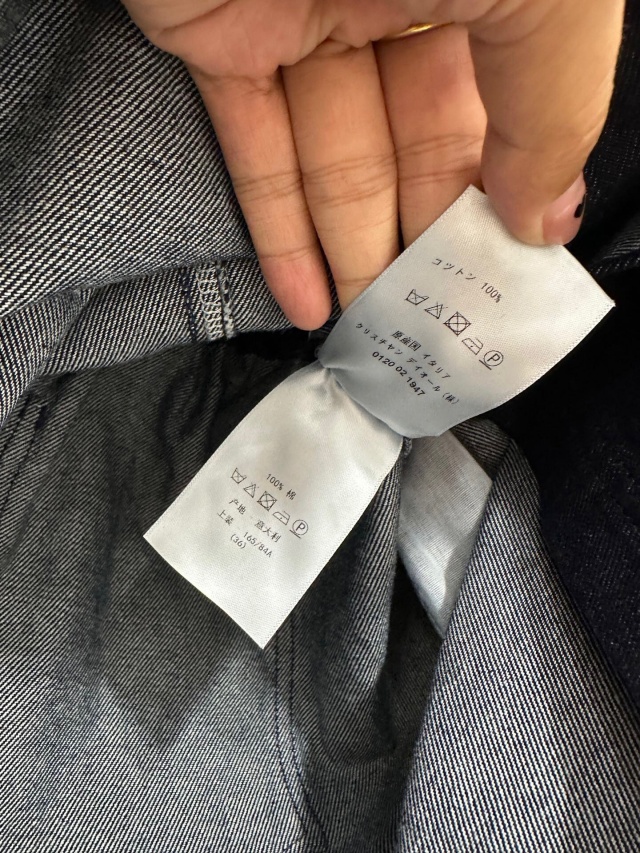 コットン 100%
P
原産国 イタリア
クリスチャン ディオール (株)
0120 02 1947
100% 棉
P
产地 意大利
上装 165/84A
(36)